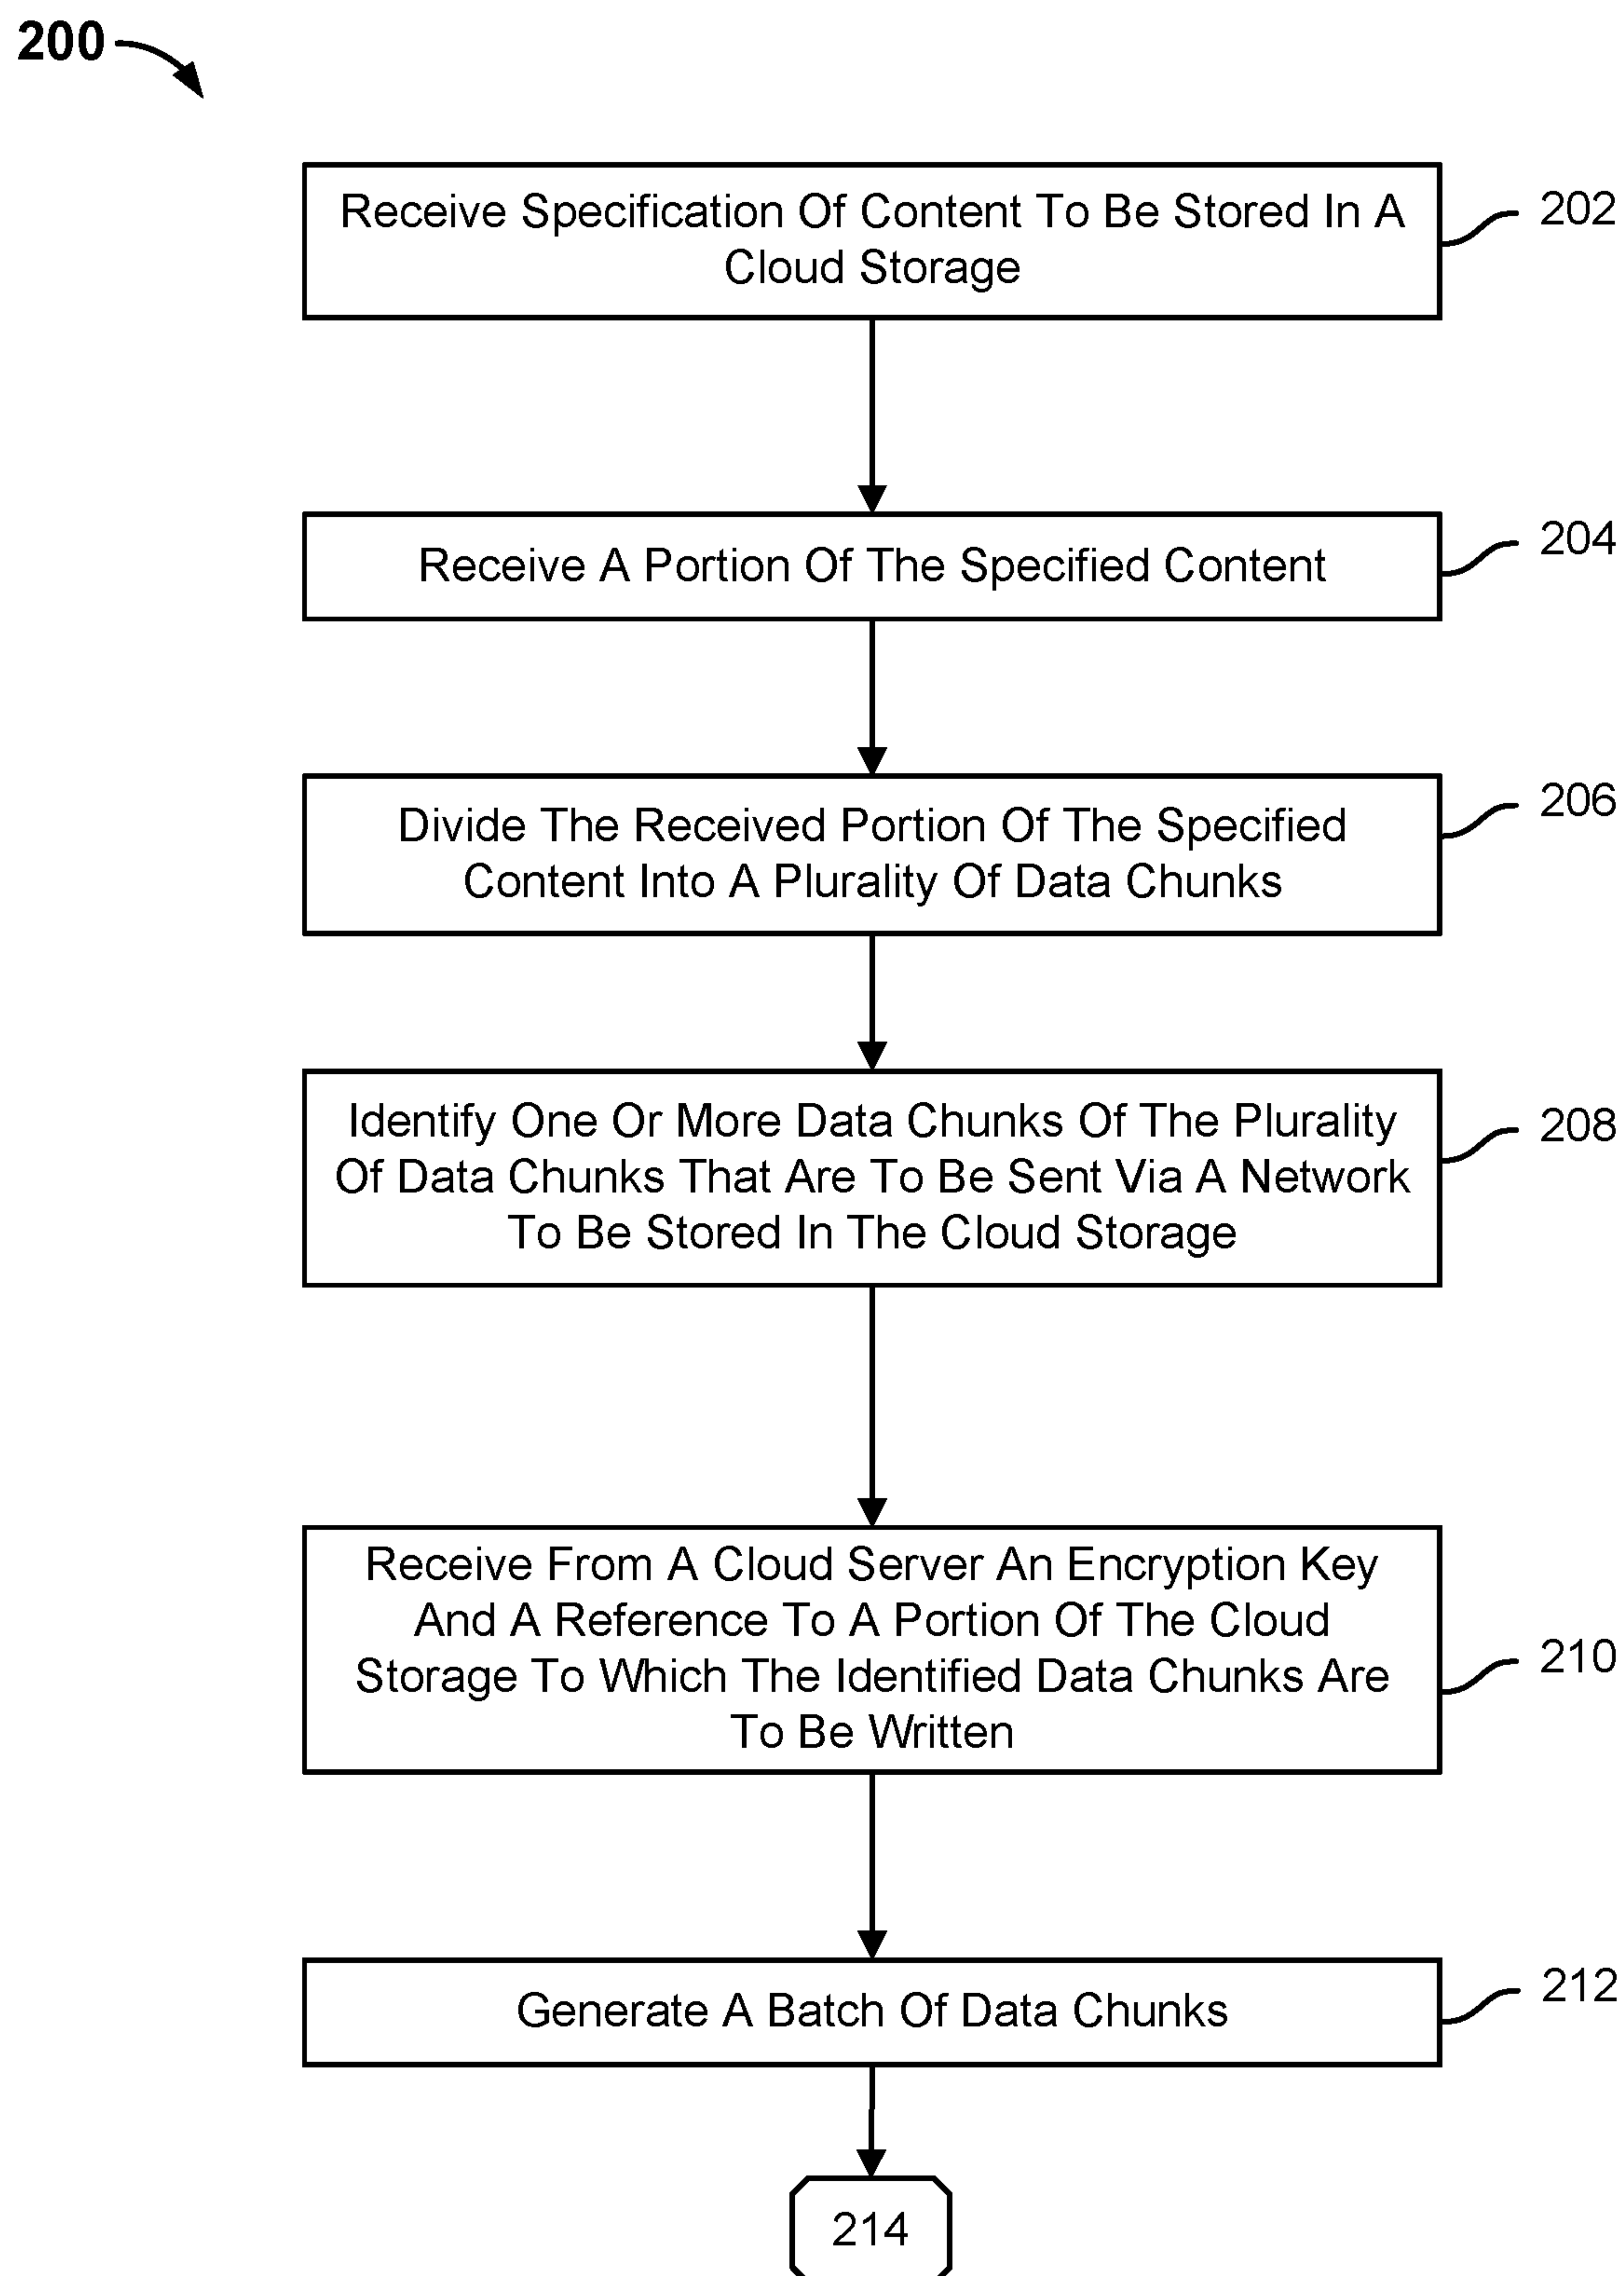 200
Receive Specification Of Content To Be Stored In A
Cloud Storage
202
Receive A Portion Of The Specified Content
204
Divide The Received Portion Of The Specified
Content Into A Plurality Of Data Chunks
206
Identify One Or More Data Chunks Of The Plurality
Of Data Chunks That Are To Be Sent Via A Network
To Be Stored In The Cloud Storage
208
Receive From A Cloud Server An Encryption Key
And A Reference To A Portion Of The Cloud
Storage To Which The Identified Data Chunks Are
To Be Written
210
Generate A Batch Of Data Chunks
212
214